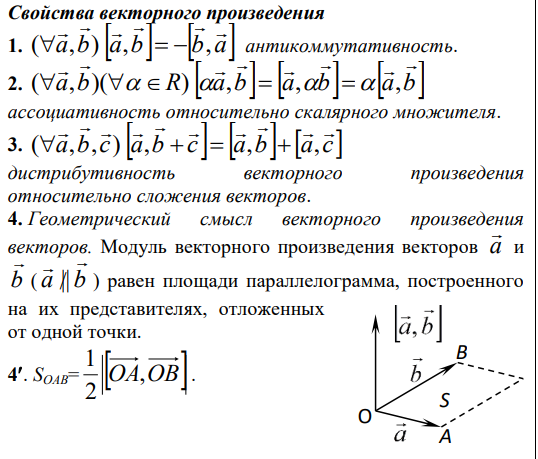 Свойства векторного произведения
1. (∀a⃗,b⃗) [a⃗,b⃗]=−[b⃗,a⃗] антикоммутативность.
2. (∀a⃗,b⃗)(∀α ∈ R) [αa⃗,b⃗]=[a⃗,αb⃗]=α[a⃗,b⃗]
ассоциативность относительно скалярного множителя.
3. (∀a⃗,b⃗,c⃗) [a⃗,b⃗+c⃗]=[a⃗,b⃗]+[a⃗,c⃗]
дистрибутивность векторного произведения
относительно сложения векторов.
4. Геометрический смысл векторного произведения
векторов. Модуль векторного произведения векторов a⃗ и
b⃗ (a⃗ ∦ b⃗) равен площади параллелограмма, построенного
на их представителях, отложенных
от одной точки.
4′. S_OAB=1/2|[OA⃗,OB⃗]|.
[a⃗,b⃗]
B
b⃗
S
O
a⃗
A